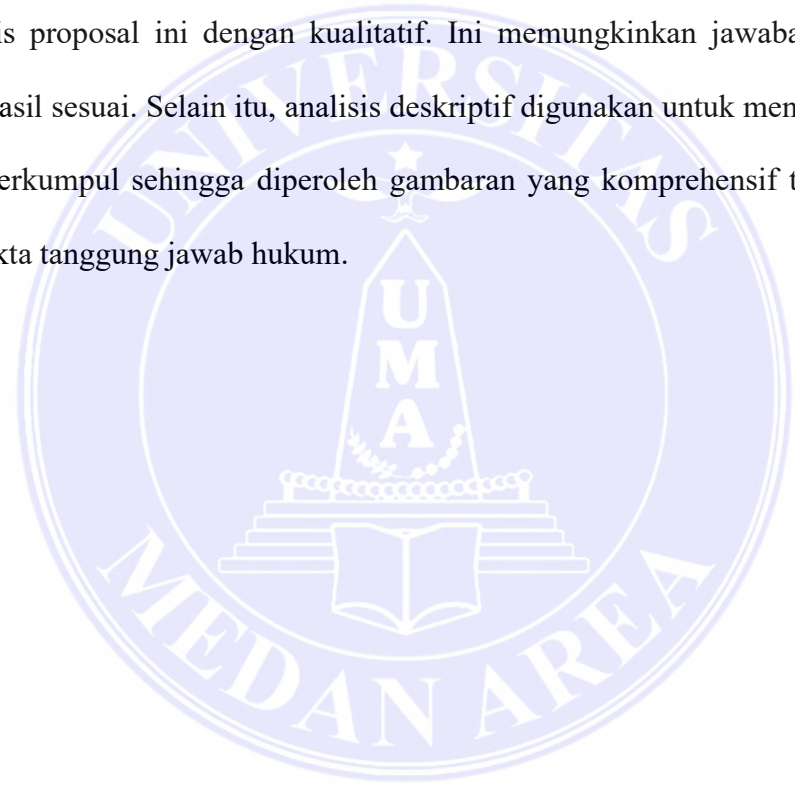 is proposal ini dengan kualitatif. Ini memungkinkan jawaba
asil sesuai. Selain itu, analisis deskriptif digunakan untuk men
erkumpul sehingga diperoleh gambaran yang komprehensif t
kta tanggung jawab hukum.
UNIVERSITAS
UMA
MEDAN AREA